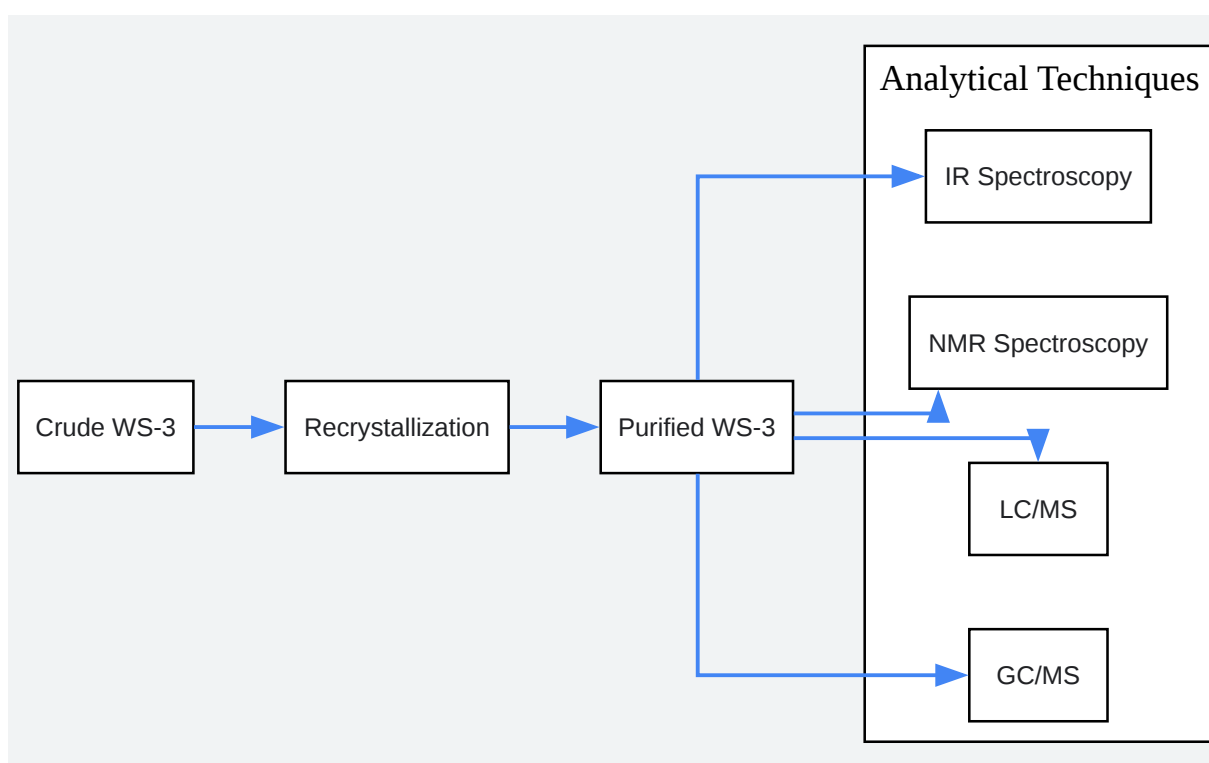 Analytical Techniques
IR Spectroscopy
NMR Spectroscopy
Crude WS-3
Recrystallization
Purified WS-3
LC/MS
GC/MS